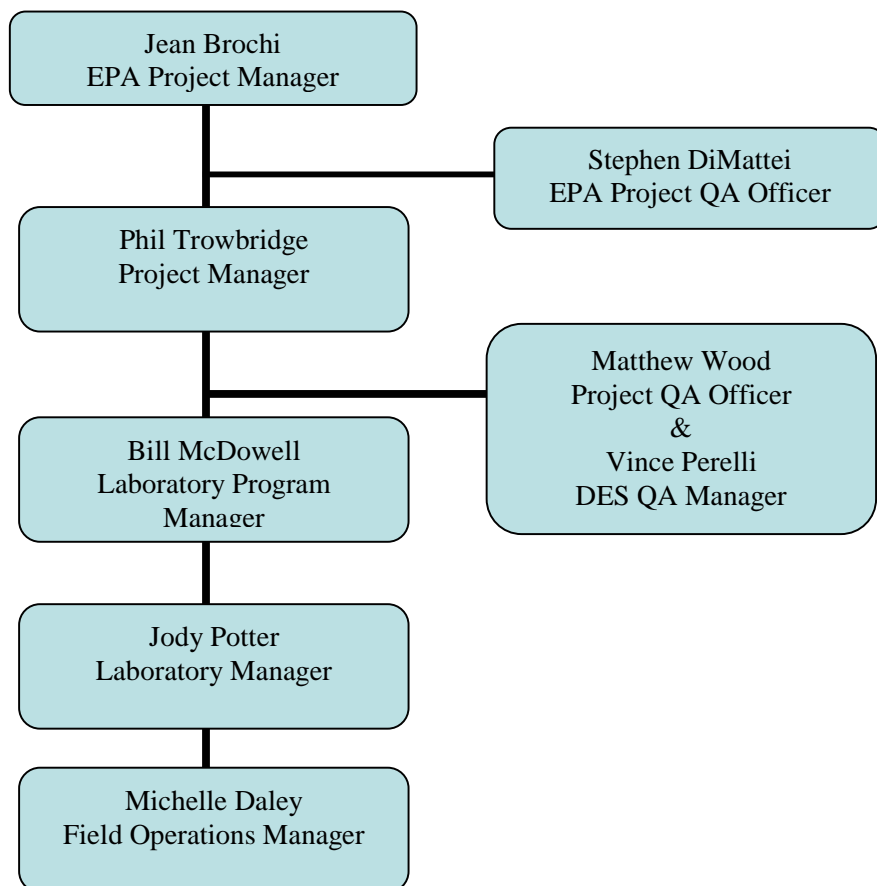 Jean Brochi
EPA Project Manager
Stephen DiMattei
EPA Project QA Officer
Phil Trowbridge
Project Manager
Matthew Wood
Project QA Officer
&
Vince Perelli
DES QA Manager
Bill McDowell
Laboratory Program
Manager
Jody Potter
Laboratory Manager
Michelle Daley
Field Operations Manager